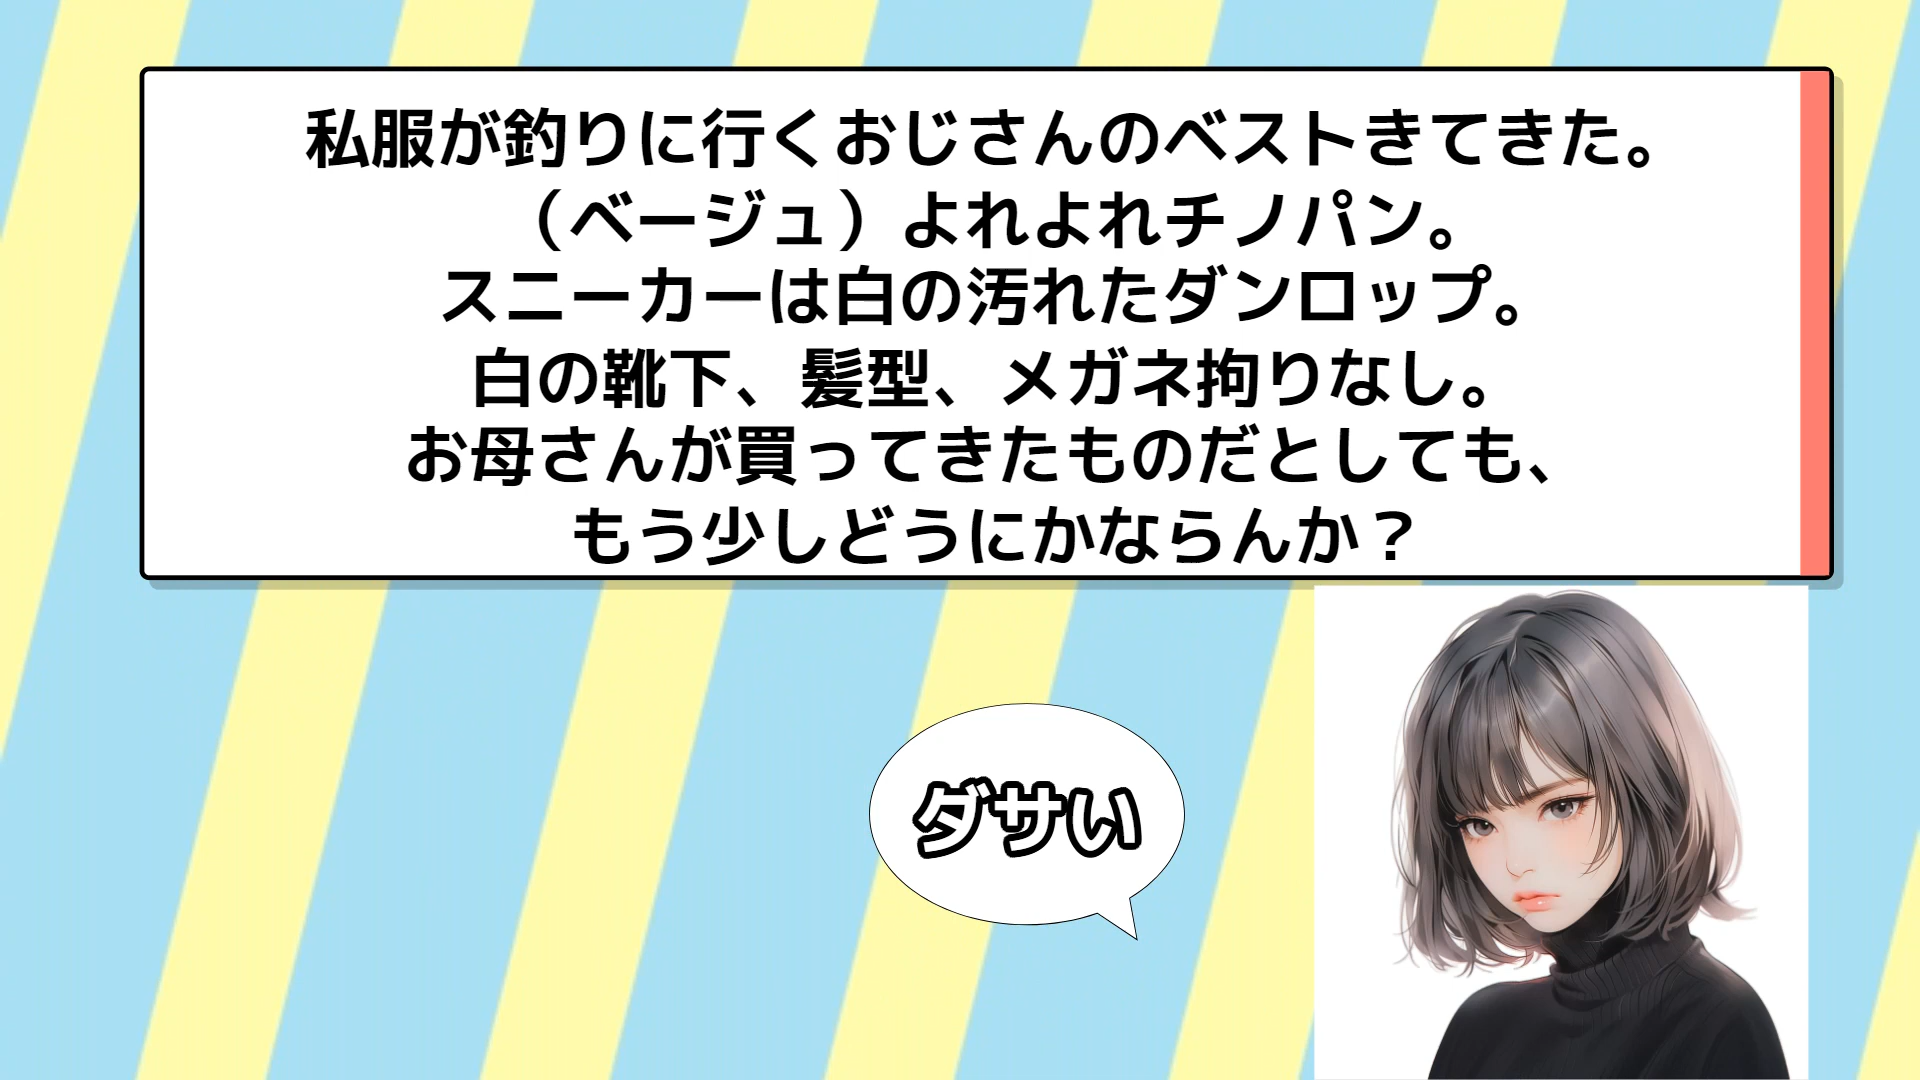 私服が釣りに行くおじさんのベストきてきた。
（ベージュ）よれよれチノパン。
スニーカーは白の汚れたダンロップ。
白の靴下、髪型、メガネ拘りなし。
お母さんが買ってきたものだとしても、
もう少しどうにかならんか？
ダサい